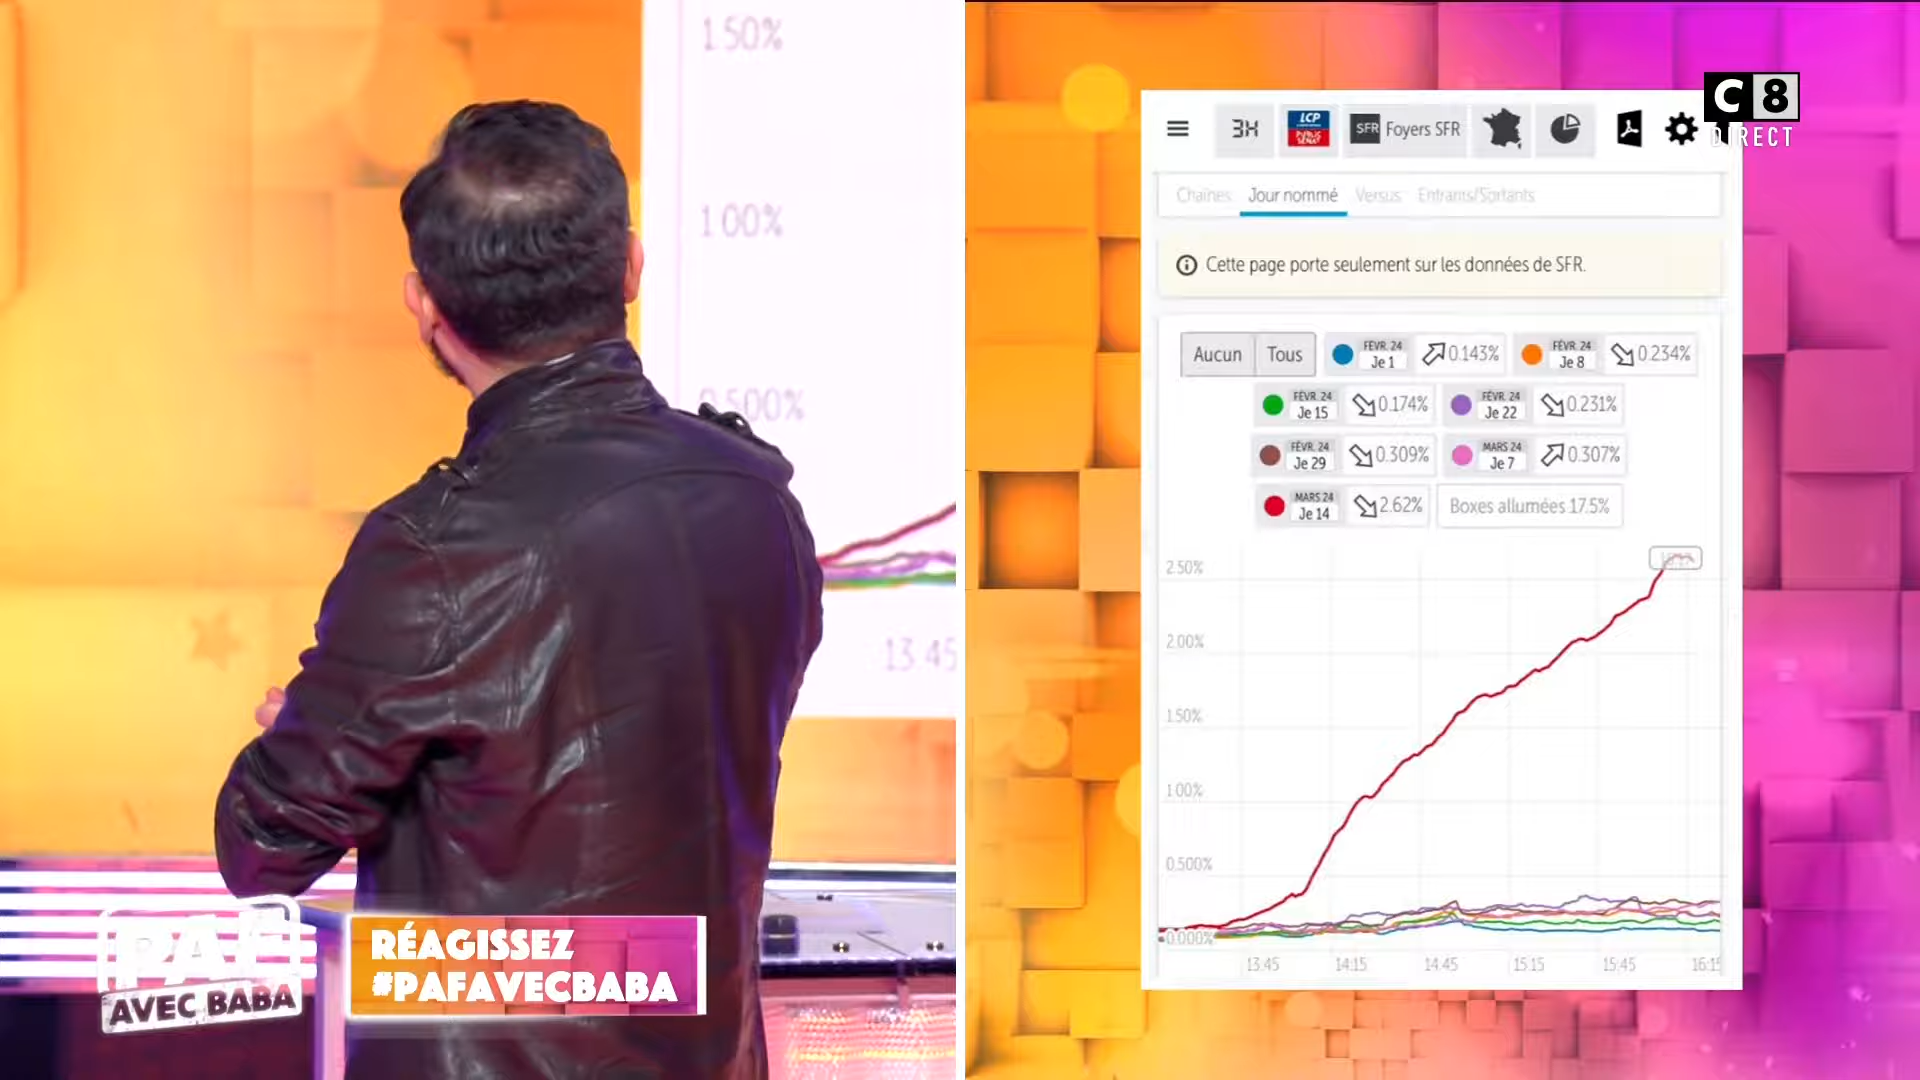 150%
100%
0.500%
13.45
PAF
AVEC BABA
RÉAGISSEZ
#PAFAVECBABA
C8
DIRECT
3H
LCP
PUBLIC
SÉNAT
SFR Foyers SFR
Chaînes Jour nommé Versus Entrants/Sortants
Cette page porte seulement sur les données de SFR.
Aucun Tous FÉVR. 24 Je 1 0.143% FÉVR. 24 Je 8 0.234%
FÉVR. 24 Je 15 0.174% FÉVR. 24 Je 22 0.231%
FÉVR. 24 Je 29 0.309% MARS 24 Je 7 0.307%
MARS 24 Je 14 2.62% Boxes allumées 17.5%
2.50%
2.00%
1.50%
1.00%
0.500%
0.000%
13.45 14:15 14.45 15:15 15:45 16:15